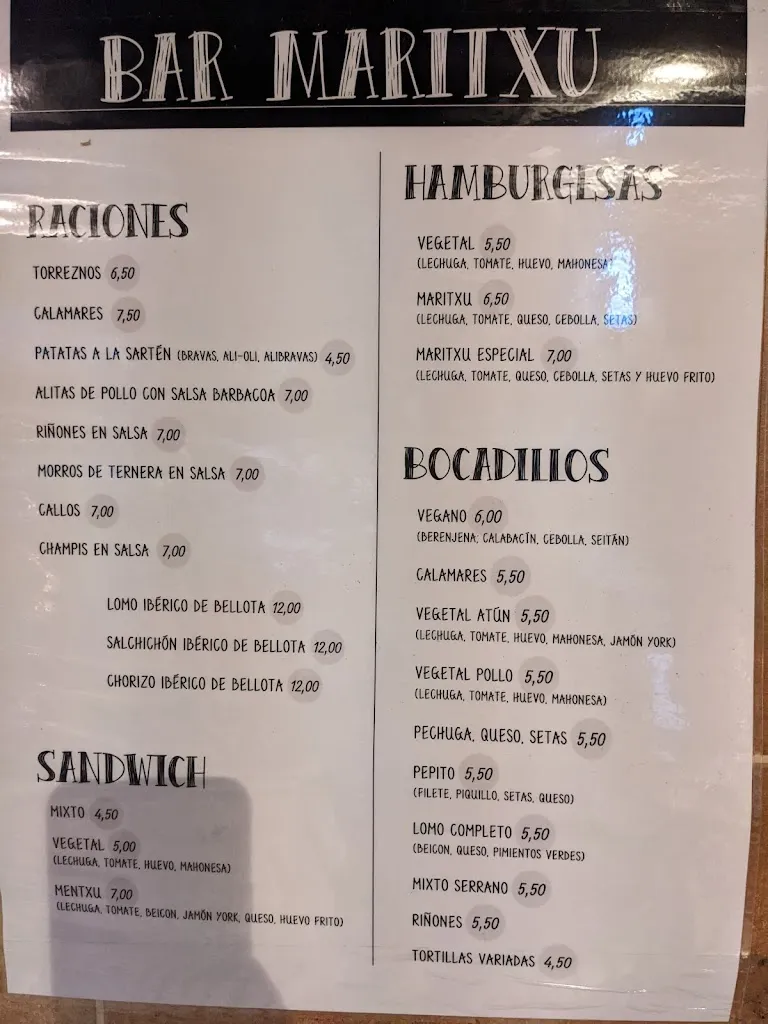 BAR MARITXU
RACIONES
TORREZNOS 6,50
CALAMARES 7,50
PATATAS A LA SARTÉN (BRAVAS, ALI-OLI, ALIBRAVAS) 4,50
ALITAS DE POLLO CON SALSA BARBACOA 7,00
RIÑONES EN SALSA 7,00
MORROS DE TERNERA EN SALSA 7,00
CALLOS 7,00
CHAMPIS EN SALSA 7,00
LOMO IBÉRICO DE BELLOTA 12,00
SALCHICHÓN IBÉRICO DE BELLOTA 12,00
CHORIZO IBÉRICO DE BELLOTA 12,00
SANDWICH
MIXTO 4,50
VEGETAL 5,00
(LECHUGA, TOMATE, HUEVO, MAHONESA)
MENTXU 7,00
(LECHUGA, TOMATE, BEICON, JAMÓN YORK, QUESO, HUEVO FRITO)
HAMBURGESAS
VEGETAL 5,50
(LECHUGA, TOMATE, HUEVO, MAHONESA)
MARITXU 6,50
(LECHUGA, TOMATE, QUESO, CEBOLLA, SETAS)
MARITXU ESPECIAL 7,00
(LECHUGA, TOMATE, QUESO, CEBOLLA, SETAS Y HUEVO FRITO)
BOCADILLOS
VEGANO 6,00
(BERENJENA, CALABACÍN, CEBOLLA, SEITÁN)
CALAMARES 5,50
VEGETAL ATÚN 5,50
(LECHUGA, TOMATE, HUEVO, MAHONESA, JAMÓN YORK)
VEGETAL POLLO 5,50
(LECHUGA, TOMATE, HUEVO, MAHONESA)
PECHUGA, QUESO, SETAS 5,50
PEPITO 5,50
(FILETE, PIQUILLO, SETAS, QUESO)
LOMO COMPLETO 5,50
(BEICON, QUESO, PIMIENTOS VERDES)
MIXTO SERRANO 5,50
RIÑONES 5,50
TORTILLAS VARIADAS 4,50